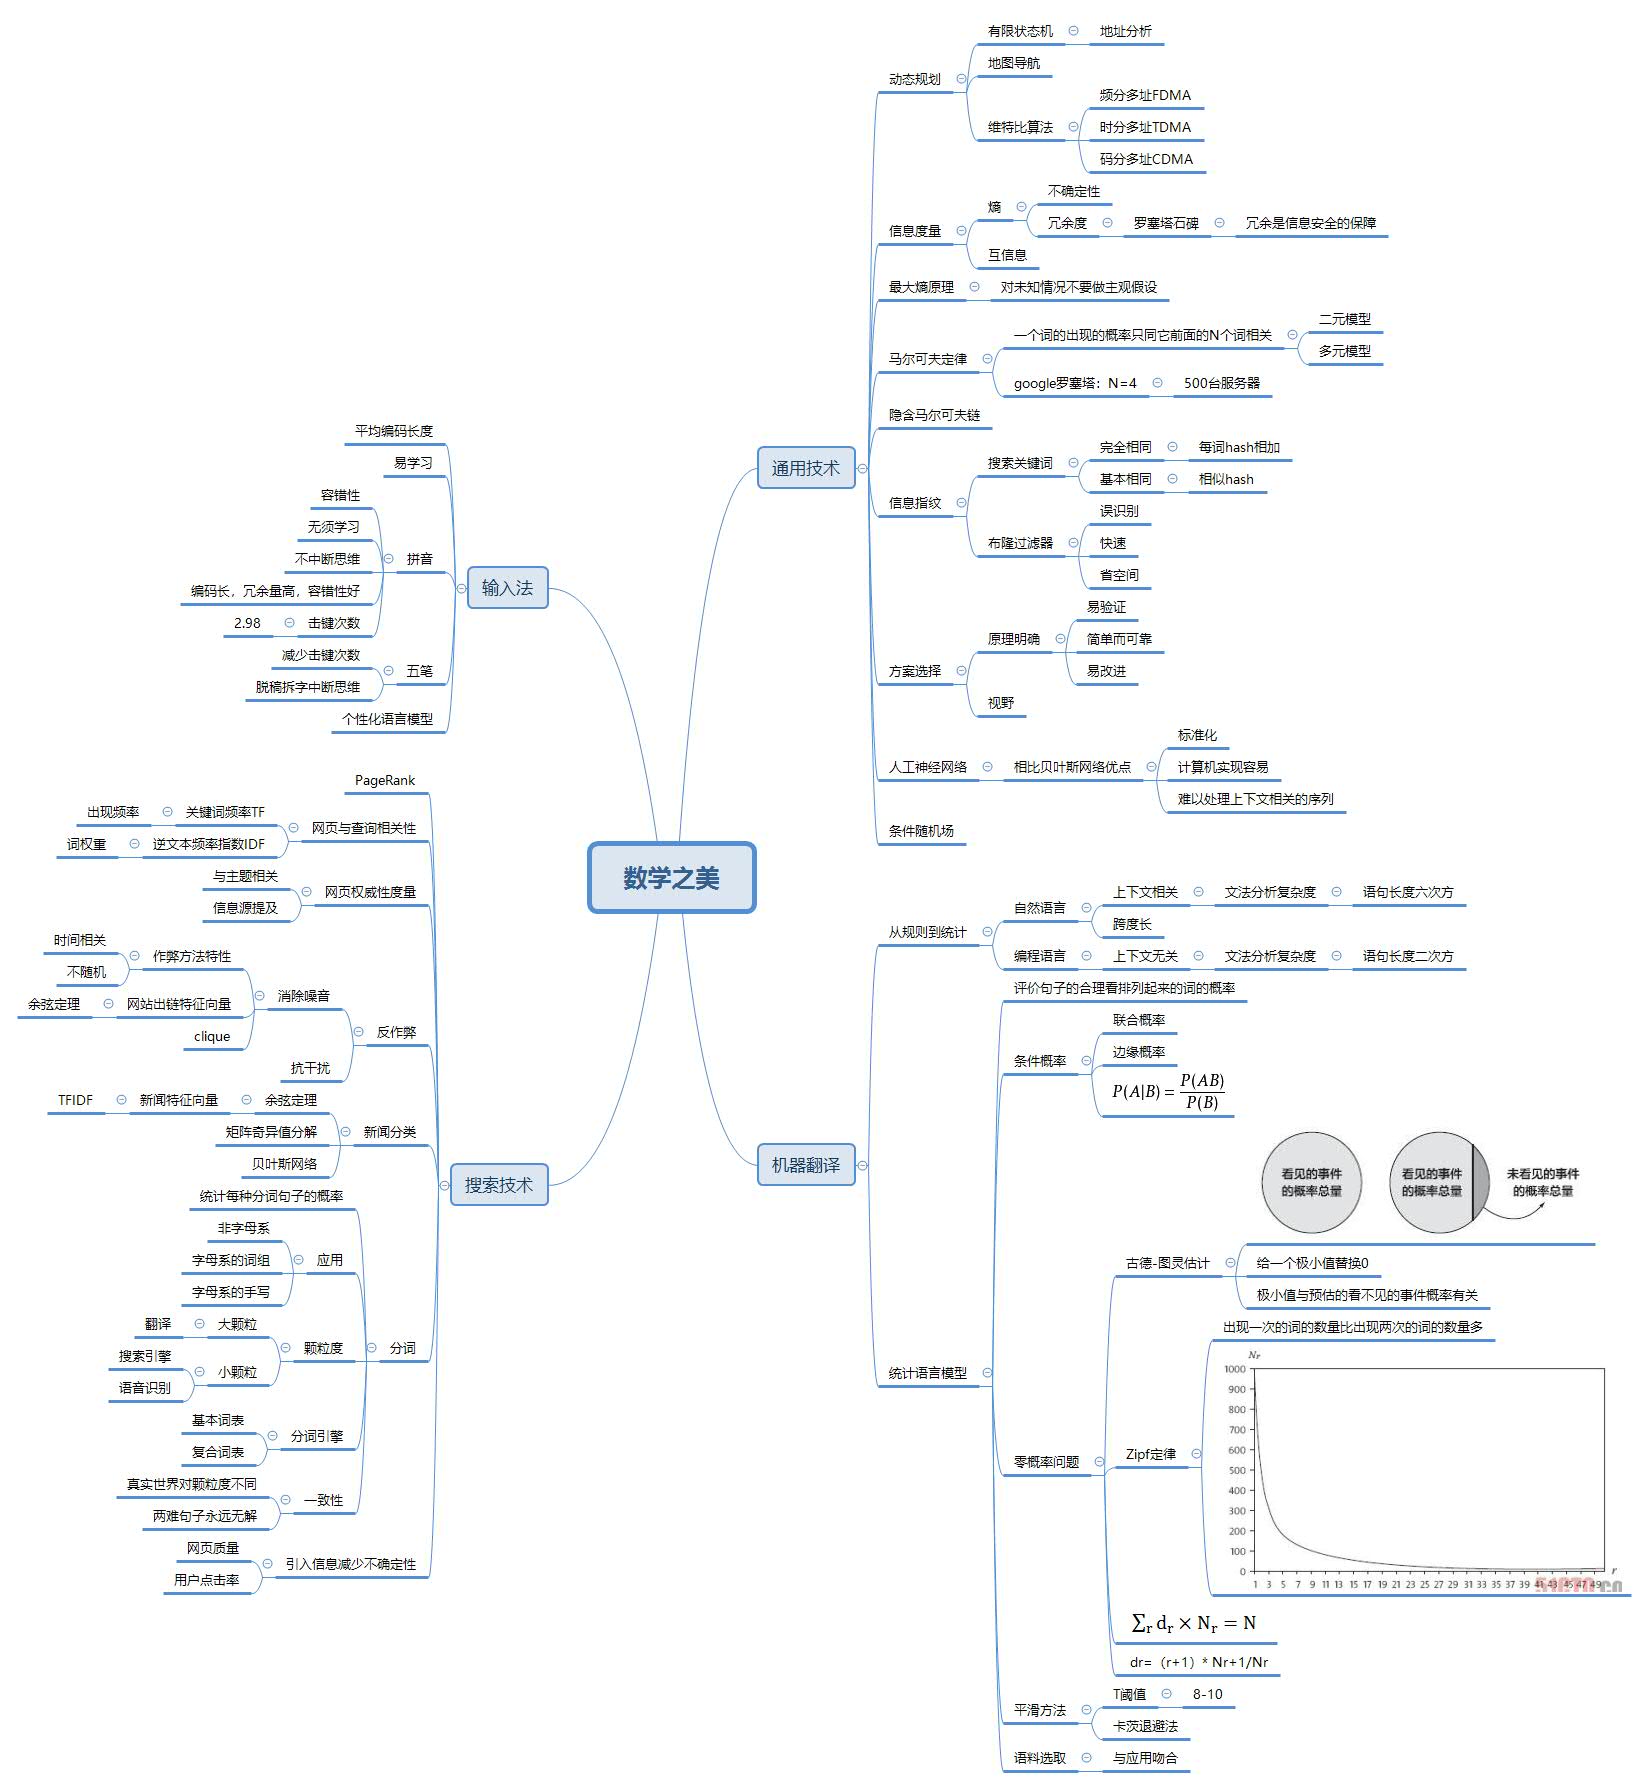 数学之美
通用技术
动态规划
有限状态机
地址分析
地图导航
维特比算法
频分多址FDMA
时分多址TDMA
码分多址CDMA
信息度量
熵
不确定性
冗余度
罗塞塔石碑
冗余是信息安全的保障
互信息
最大熵原理
对未知情况不要做主观假设
马尔可夫定律
一个词的出现的概率只同它前面的N个词相关
二元模型
多元模型
google罗塞塔：N=4
500台服务器
隐含马尔可夫链
信息指纹
搜索关键词
完全相同
每词hash相加
基本相同
相似hash
布隆过滤器
误识别
快速
省空间
方案选择
原理明确
易验证
简单而可靠
易改进
视野
人工神经网络
相比贝叶斯网络优点
标准化
计算机实现容易
难以处理上下文相关的序列
条件随机场
机器翻译
从规则到统计
自然语言
上下文相关
文法分析复杂度
语句长度六次方
跨度长
编程语言
上下文无关
文法分析复杂度
语句长度二次方
统计语言模型
评价句子的合理看排列起来的词的概率
条件概率
联合概率
边缘概率
P(A|B) = P(AB)/P(B)
零概率问题
古德-图灵估计
看见的事件
的概率总量
看见的事件
的概率总量
未看见的事件
的概率总量
给一个极小值替换0
极小值与预估的看不见的事件概率有关
Zipf定律
出现一次的词的数量比出现两次的词的数量多
Nr
1000
900
800
700
600
500
400
300
200
100
0
1 3 5 7 9 11 13 15 17 19 21 23 25 27 29 31 33 35 37 39 41 43 45 47 49
r
∑r dr × Nr = N
dr=（r+1）* Nr+1/Nr
平滑方法
T阈值
8-10
卡茨退避法
语料选取
与应用吻合
输入法
平均编码长度
易学习
拼音
容错性
无须学习
不中断思维
编码长，冗余量高，容错性好
击键次数
2.98
五笔
减少击键次数
脱稿拆字中断思维
个性化语言模型
搜索技术
PageRank
网页与查询相关性
关键词频率TF
出现频率
逆文本频率指数IDF
词权重
网页权威性度量
与主题相关
信息源提及
反作弊
消除噪音
作弊方法特性
时间相关
不随机
网站出链特征向量
余弦定理
clique
抗干扰
新闻分类
余弦定理
新闻特征向量
TFIDF
矩阵奇异值分解
贝叶斯网络
分词
统计每种分词句子的概率
应用
非字母系
字母系的词组
字母系的手写
颗粒度
大颗粒
翻译
小颗粒
搜索引擎
语音识别
分词引擎
基本词表
复合词表
一致性
真实世界对颗粒度不同
两难句子永远无解
引入信息减少不确定性
网页质量
用户点击率